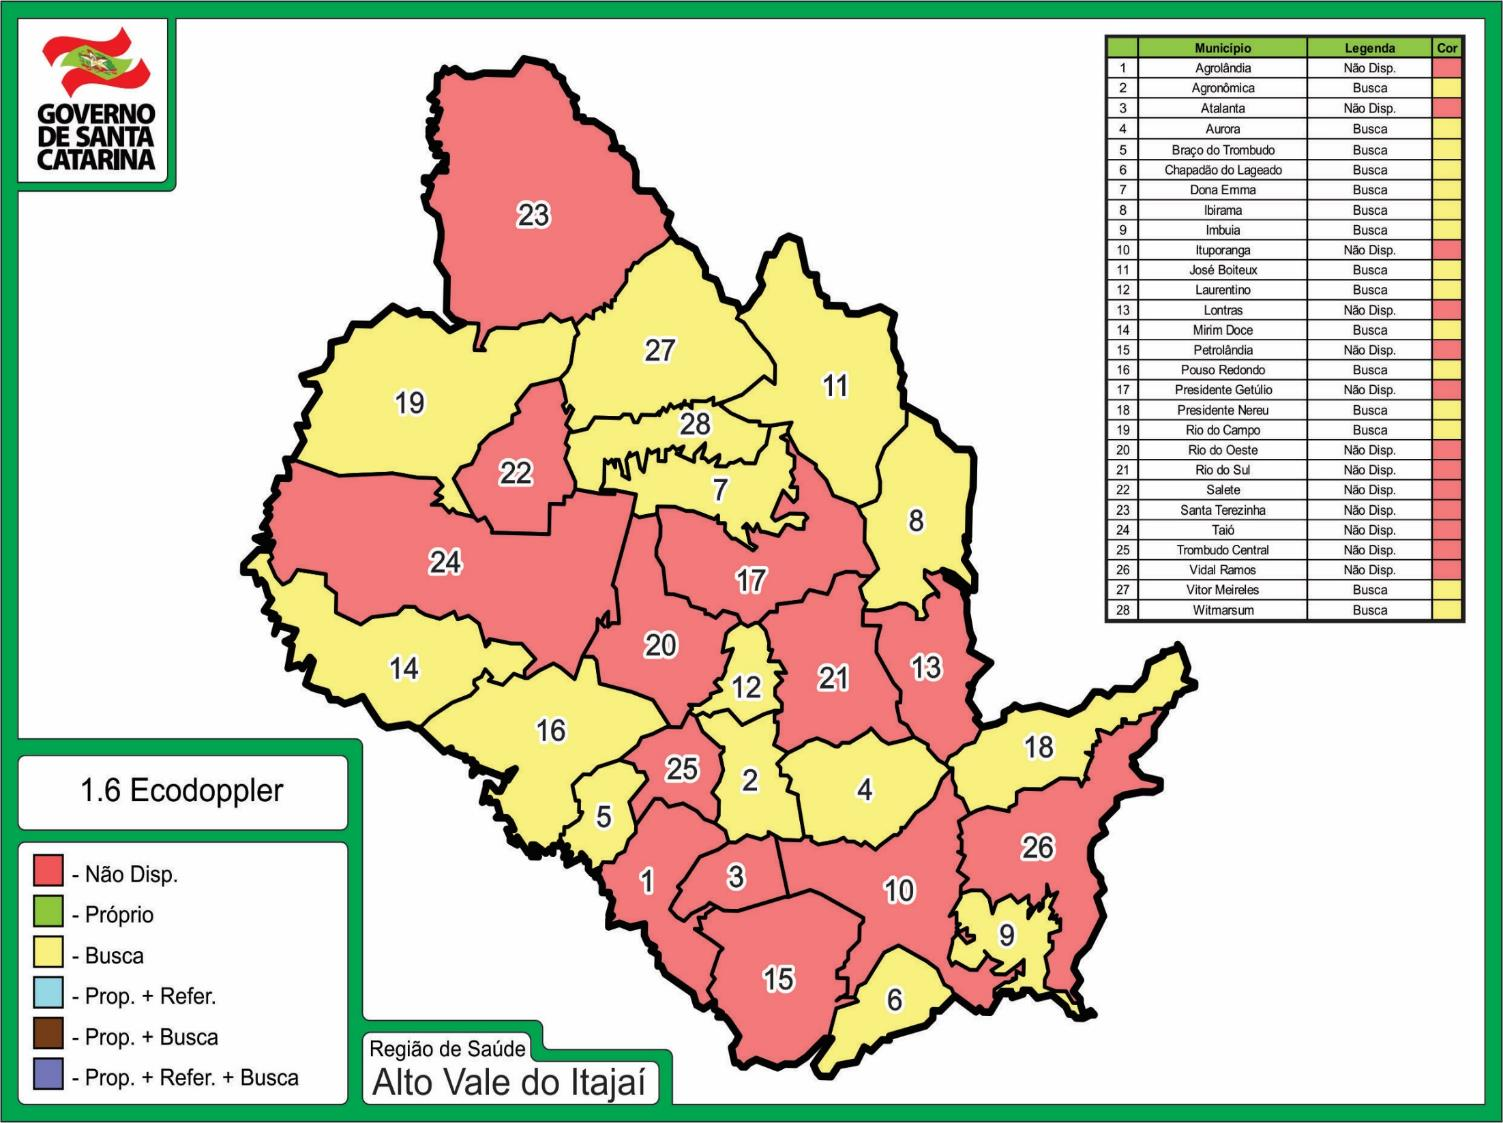 GOVERNO
DE SANTA
CATARINA
Município Legenda Cor
1 Agrolândia Não Disp.
2 Agronômica Busca
3 Atalanta Não Disp.
4 Aurora Busca
5 Braço do Trombudo Busca
6 Chapadão do Lageado Busca
7 Dona Emma Busca
8 Ibirama Busca
9 Imbuia Busca
10 Ituporanga Não Disp.
11 José Boiteux Busca
12 Laurentino Busca
13 Lontras Não Disp.
14 Mirim Doce Busca
15 Petrolândia Não Disp.
16 Pouso Redondo Busca
17 Presidente Getúlio Não Disp.
18 Presidente Nereu Busca
19 Rio do Campo Busca
20 Rio do Oeste Não Disp.
21 Rio do Sul Não Disp.
22 Salete Não Disp.
23 Santa Terezinha Não Disp.
24 Taió Não Disp.
25 Trombudo Central Não Disp.
26 Vidal Ramos Não Disp.
27 Vitor Meireles Busca
28 Witmarsum Busca
23
27
11
19
28
22
7
8
24
17
20
14
12
21
13
16
18
25
2
4
5
26
1
3
10
9
15
6
1.6 Ecodoppler
- Não Disp.
- Próprio
- Busca
- Prop. + Refer.
- Prop. + Busca
- Prop. + Refer. + Busca
Região de Saúde
Alto Vale do Itajaí